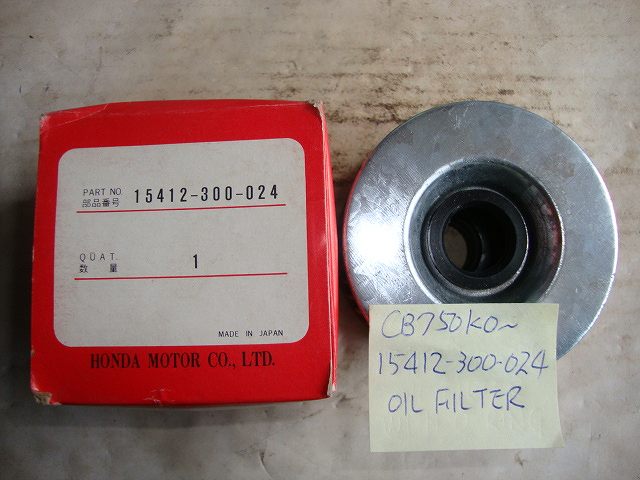 PART NO.
部品番号 15412-300-024
QUAT.
数 量 1
MADE IN JAPAN
HONDA MOTOR CO., LTD.
CB750K0~
15412-300-024
OIL FILTER